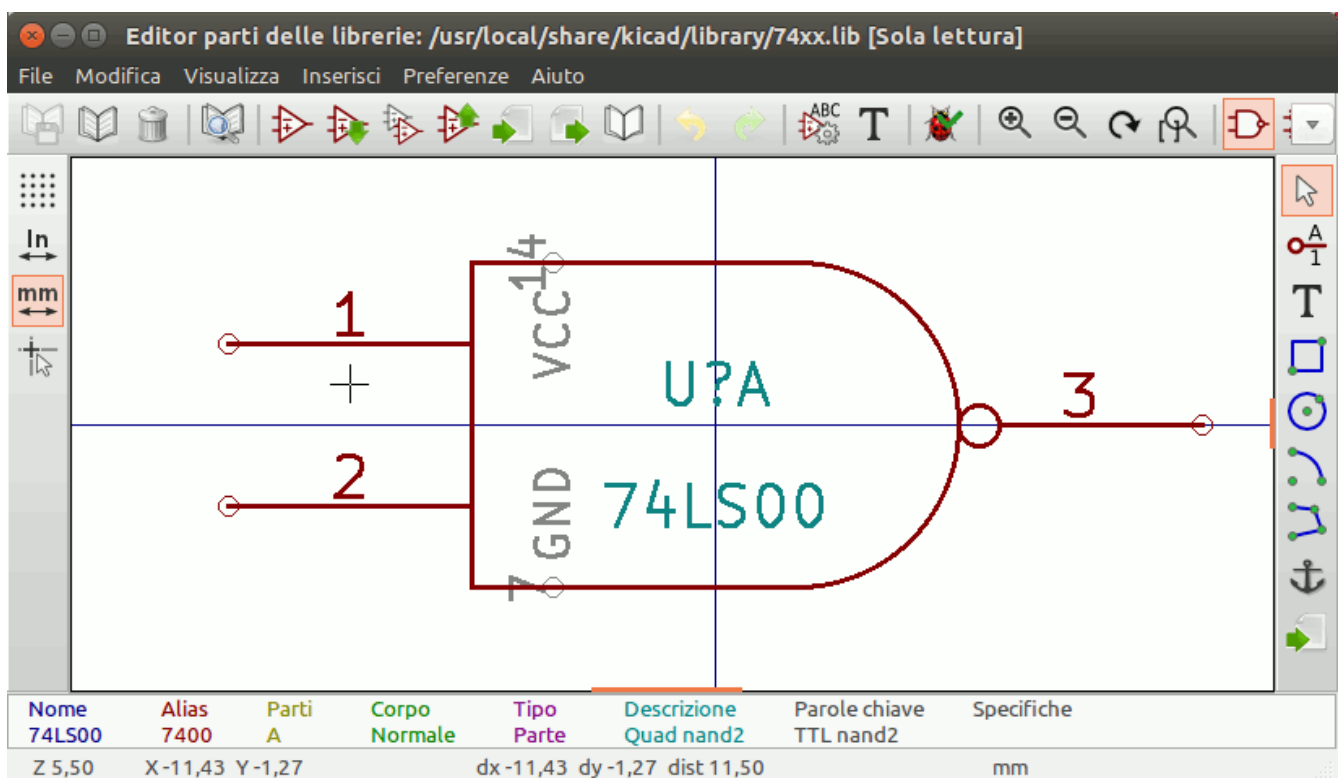 Editor parti delle librerie: /usr/local/share/kicad/library/74xx.lib [Sola lettura]
File Modifica Visualizza Inserisci Preferenze Aiuto
ABC
T
In
mm
A
1
T
14
VCC
1
U?A
3
2
GND
74LS00
7
Nome Alias Parti Corpo Tipo Descrizione Parole chiave Specifiche
74LS00 7400 A Normale Parte Quad nand2 TTL nand2
Z 5,50 X -11,43 Y -1,27 dx -11,43 dy -1,27 dist 11,50 mm